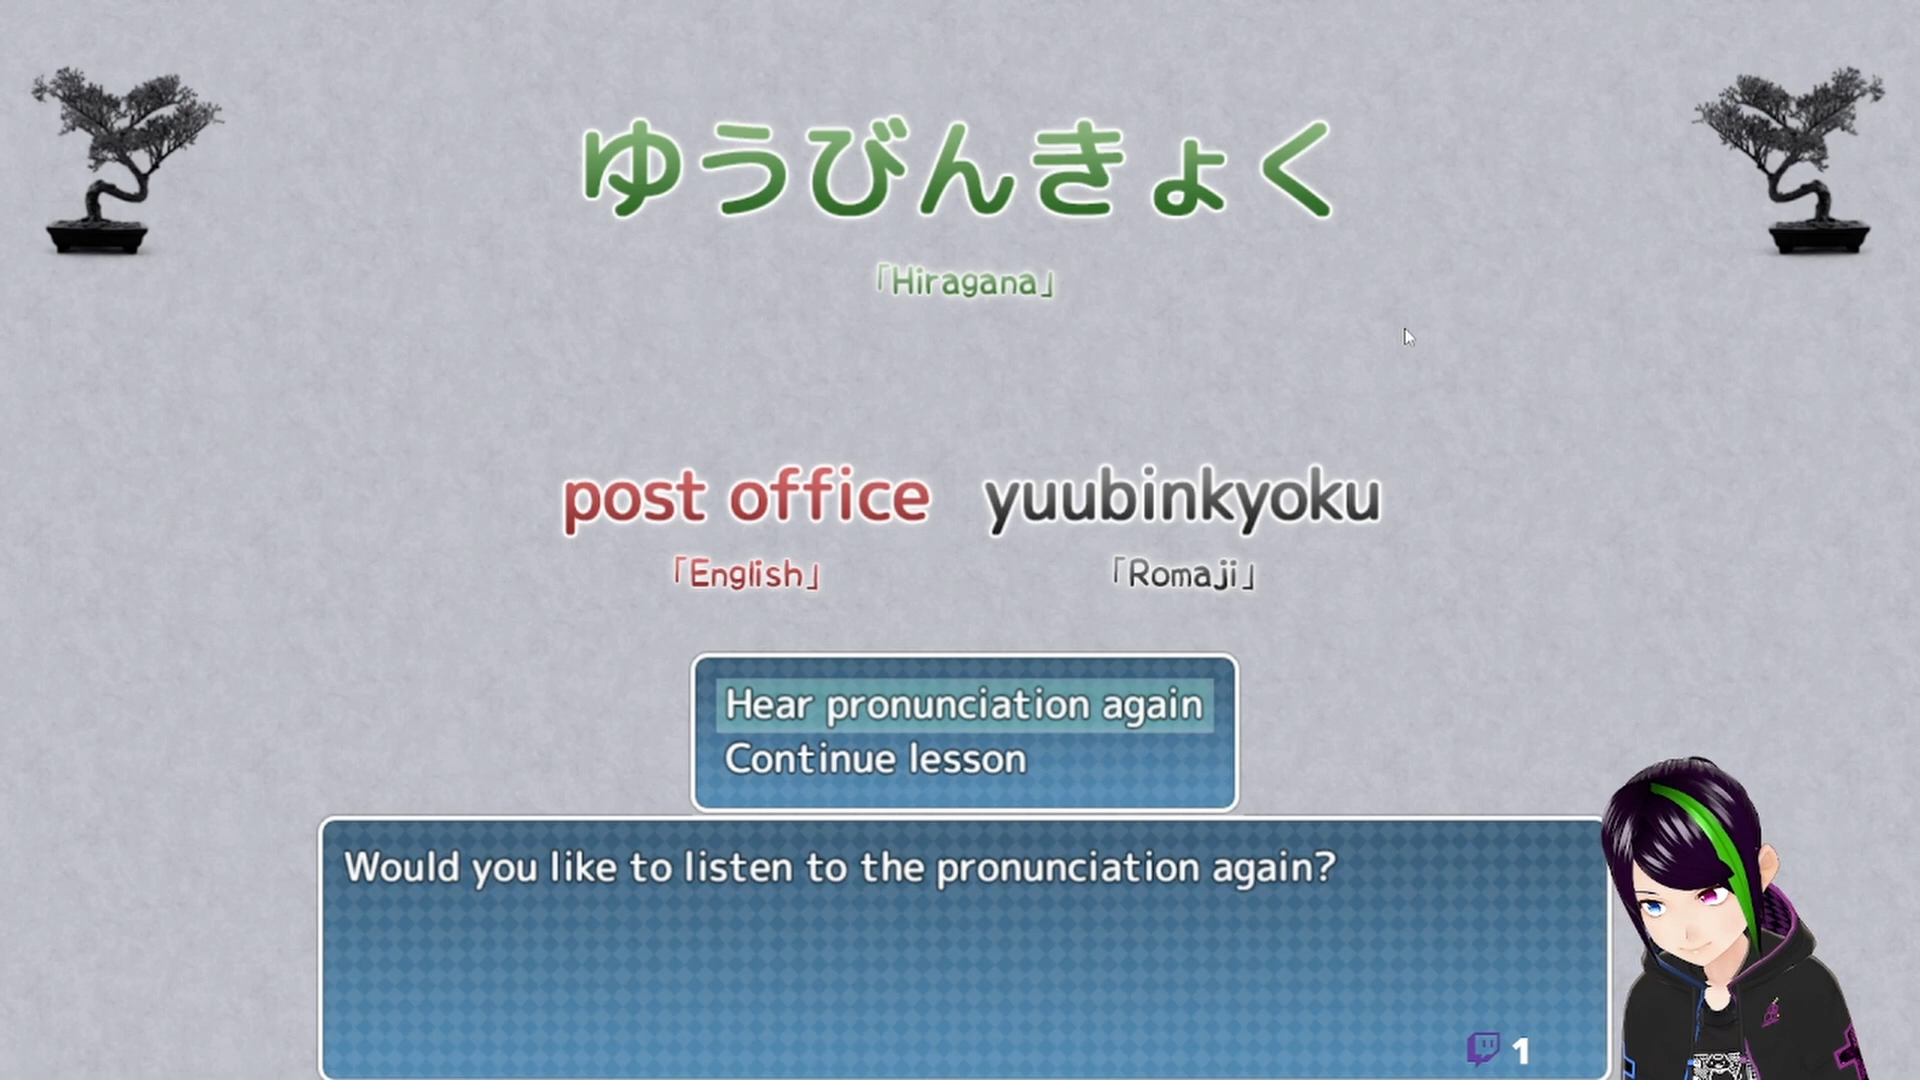 ゆうびんきょく
「Hiragana」
post office yuubinkyoku
「English」 「Romaji」
Hear pronunciation again
Continue lesson
Would you like to listen to the pronunciation again?
1